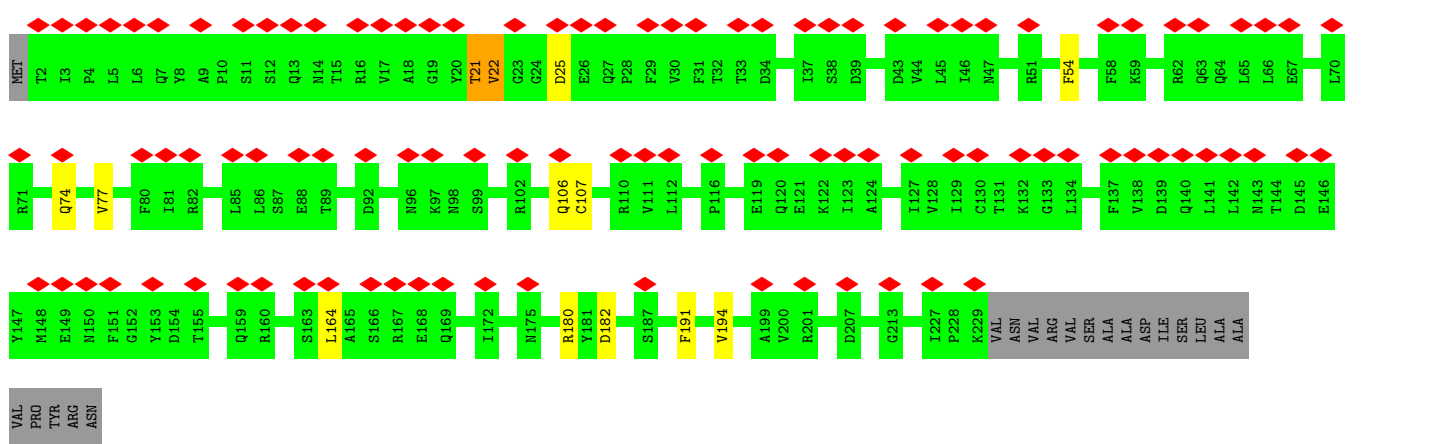 MET T2 I3 P4 L5 L6 Q7 Y8 A9 P10 S11 S12 Q13 N14 T15 R16 V17 A18 G19 Y20 T21 V22 G23 G24 D25 E26 Q27 P28 F29 V30 F31 T32 T33 D34 I37 S38 D39 D43 V44 L45 I46 N47 R51 F54 F58 K59 R62 Q63 Q64 L65 L66 E67 L70
R71 Q74 V77 F80 I81 R82 L85 L86 S87 E88 T89 D92 N96 K97 N98 S99 R102 Q106 C107 R110 V111 L112 P116 E119 Q120 E121 K122 I123 A124 I127 V128 I129 C130 T131 K132 G133 L134 F137 V138 D139 Q140 L141 L142 N143 T144 D145 E146
Y147 M148 E149 N150 F151 G152 Y153 D154 T155 Q159 R160 S163 L164 A165 S166 R167 E168 Q169 I172 N175 R180 Y181 D182 S187 F191 V194 A199 V200 R201 D207 G213 I227 P228 K229 VAL ASN VAL ARG VAL SER ALA ALA ASP ILE SER LEU ALA ALA
VAL PRO TYR ARG ASN